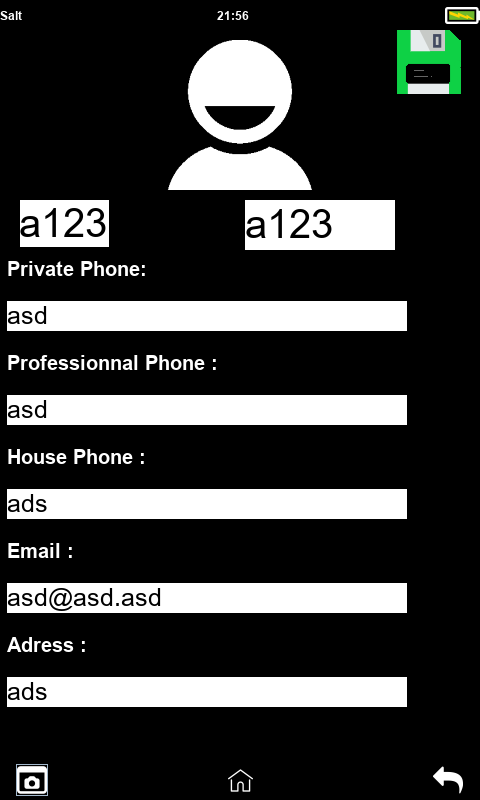 Salt 21:56
a123 a123
Private Phone:
asd
Professionnal Phone :
asd
House Phone :
ads
Email :
asd@asd.asd
Adress :
ads